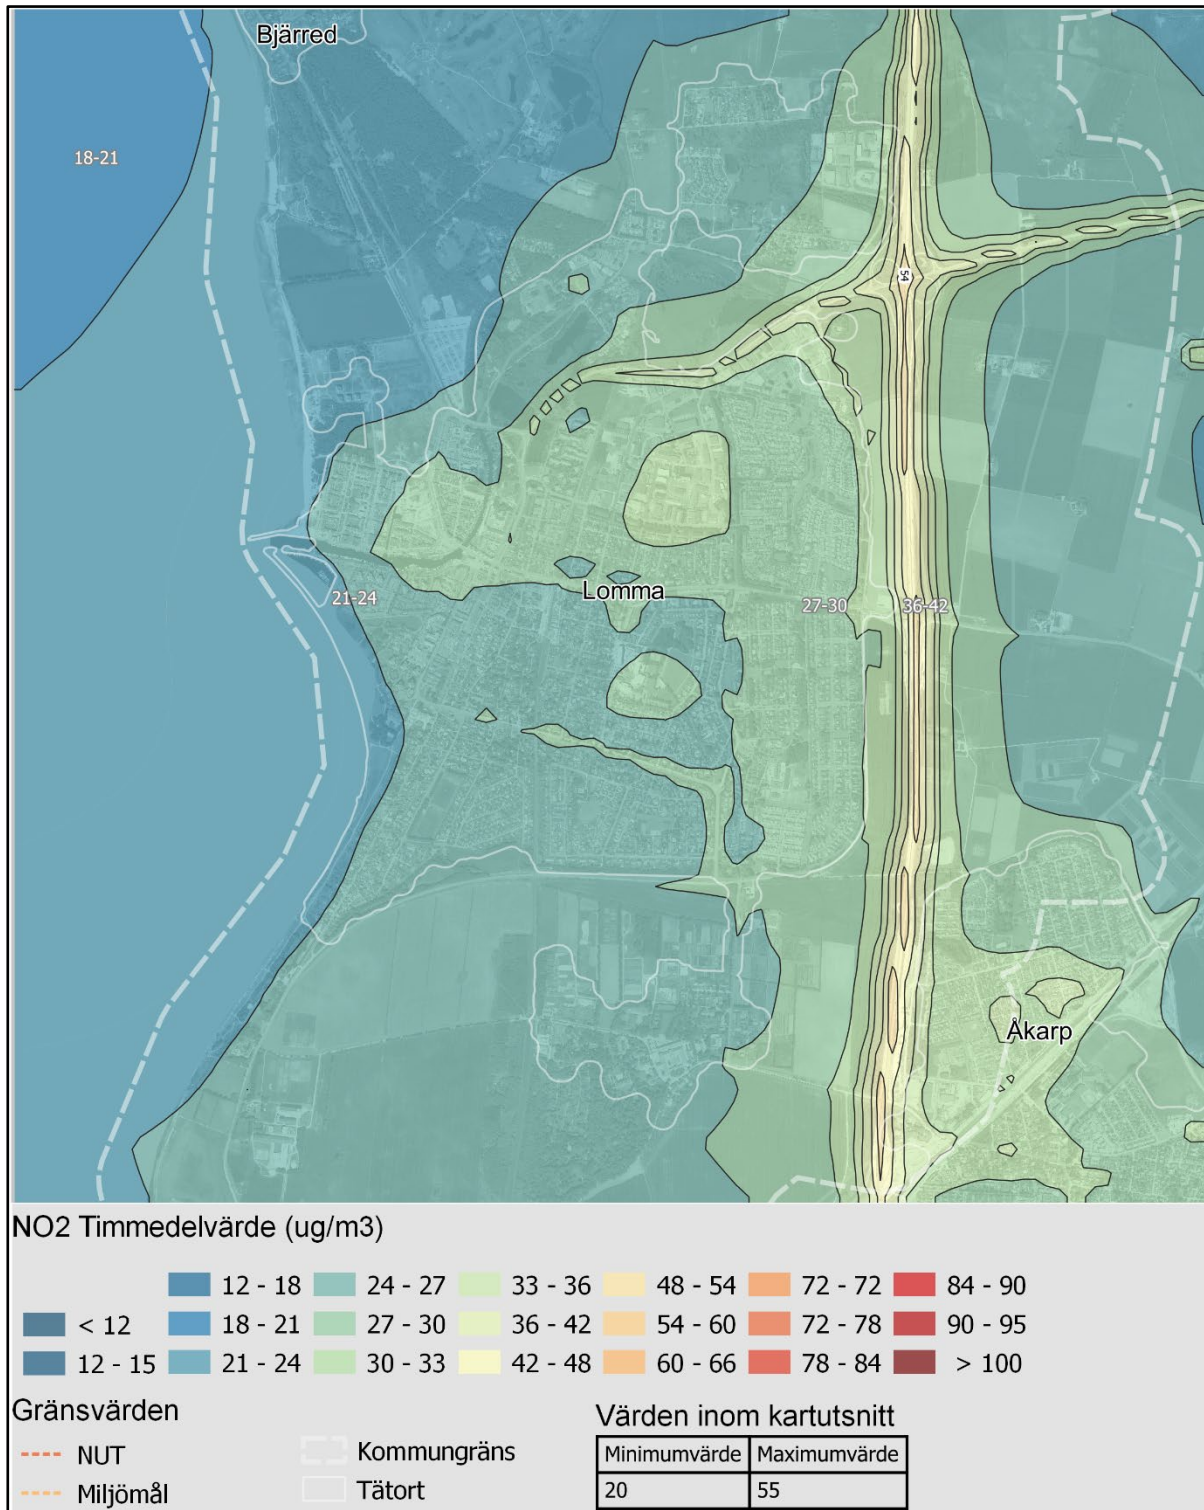 Bjärred
18-21
54
21-24
Lomma
27-30
36-42
Åkarp
NO2 Timmedelvärde (ug/m3)
12 - 18 24 - 27 33 - 36 48 - 54 72 - 72 84 - 90
< 12 18 - 21 27 - 30 36 - 42 54 - 60 72 - 78 90 - 95
12 - 15 21 - 24 30 - 33 42 - 48 60 - 66 78 - 84 > 100
Gränsvärden
NUT
Miljömål
Kommungräns
Tätort
Värden inom kartutsnitt
Minimumvärde Maximumvärde
20 55